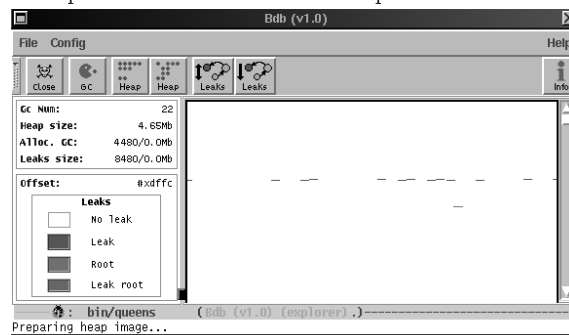 Bdb (v1.0)
File Config Help
Close GC Heap Heap Leaks Leaks Info
Gc Num: 22
Heap size: 4.65Mb
Alloc. GC: 4480/0.0Mb
Leaks size: 8480/0.0Mb
Offset: #xdffc
Leaks
No leak
Leak
Root
Leak root
: bin/queens (Bdb (v1.0) (explorer) .)
Preparing heap image...